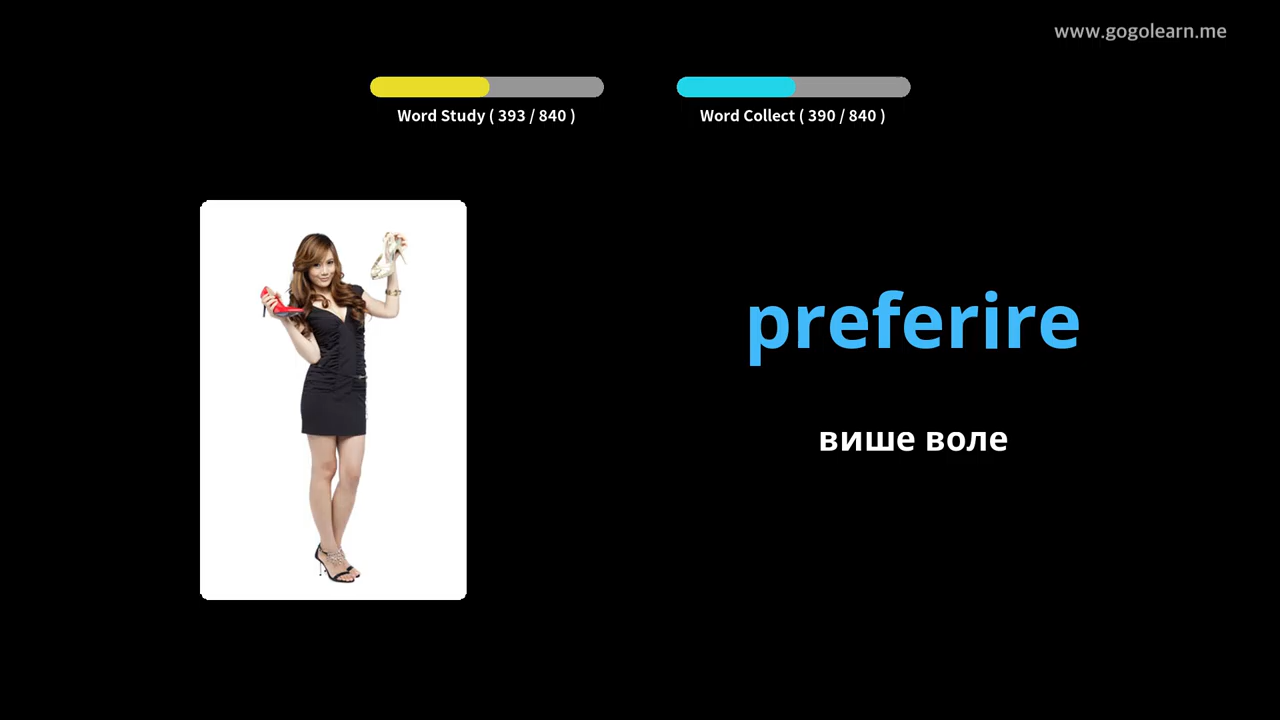 www.gogolearn.me
Word Study ( 393 / 840 )
Word Collect ( 390 / 840 )
preferire
више воле